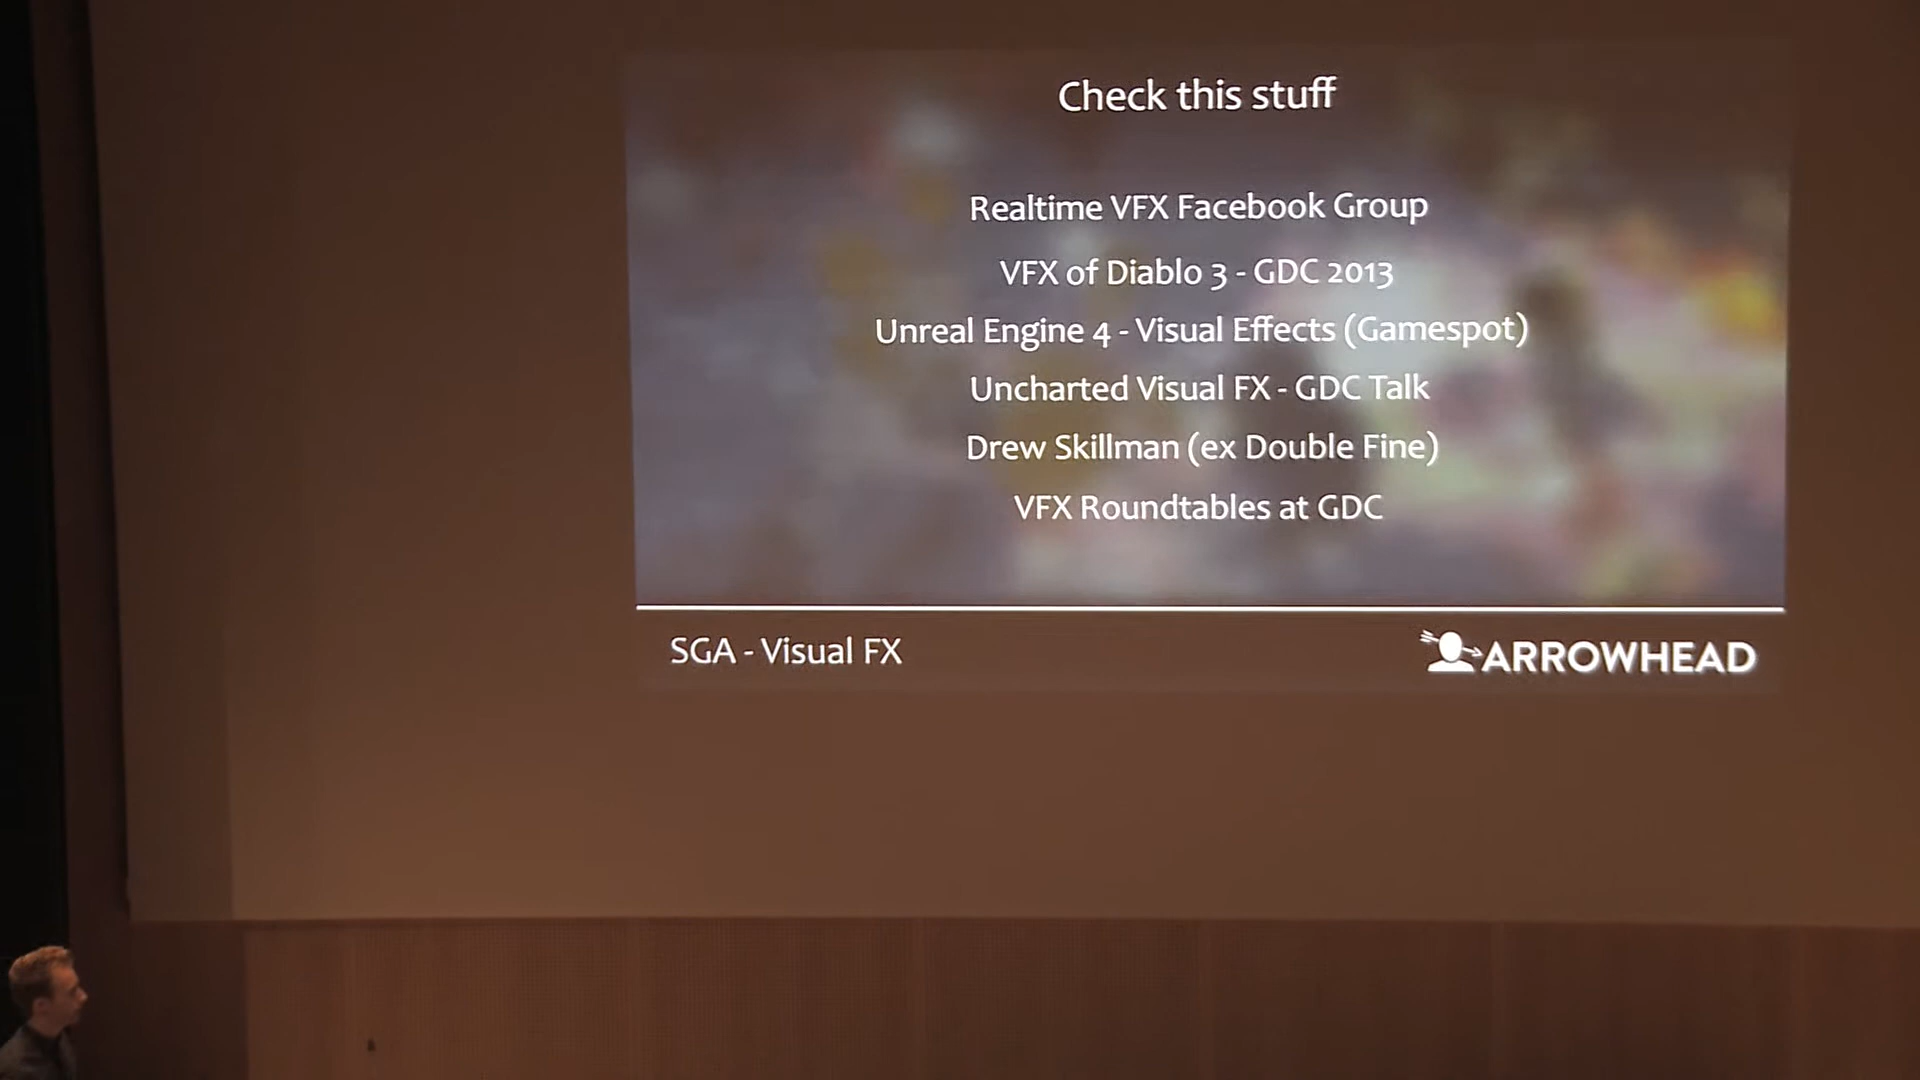 Check this stuff
Realtime VFX Facebook Group
VFX of Diablo 3 - GDC 2013
Unreal Engine 4 - Visual Effects (Gamespot)
Uncharted Visual FX - GDC Talk
Drew Skillman (ex Double Fine)
VFX Roundtables at GDC
SGA - Visual FX
ARROWHEAD